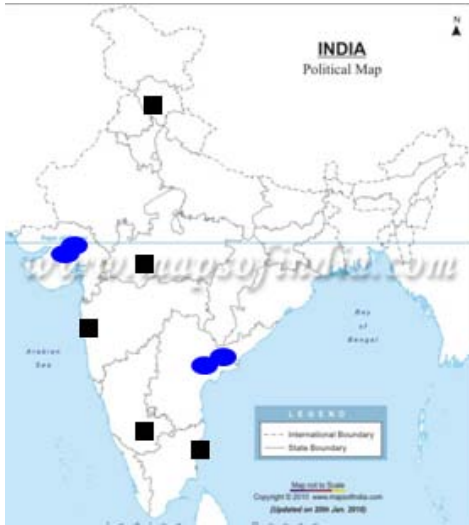 INDIA
Political Map
N
www.mapsofindia.com
Bay
of
Bengal
Arabian
Sea
LEGEND
International Boundary
State Boundary
Map not to Scale
Copyright © 2010 www.mapsofindia.com
(Updated on 20th Jan. 2010)